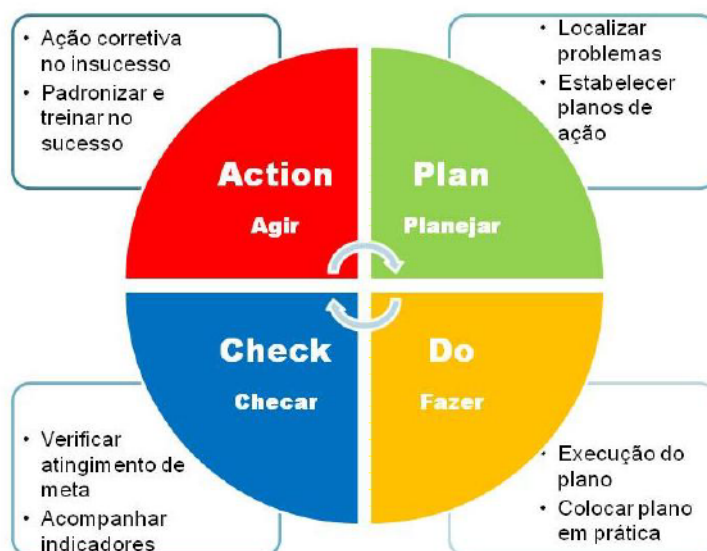 • Ação corretiva
no insucesso
• Padronizar e
treinar no
sucesso
• Localizar
problemas
• Estabelecer
planos de
ação
Action
Agir
Plan
Planejar
Check
Checar
Do
Fazer
• Verificar
atingimento de
meta
• Acompanhar
indicadores
• Execução do
plano
• Colocar plano
em prática